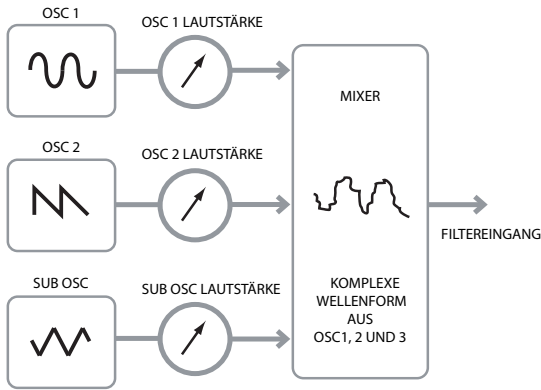 OSC 1
OSC 1 LAUTSTÄRKE
MIXER
OSC 2
OSC 2 LAUTSTÄRKE
FILTEREINGANG
SUB OSC
SUB OSC LAUTSTÄRKE
KOMPLEXE
WELLENFORM
AUS
OSC1, 2 UND 3